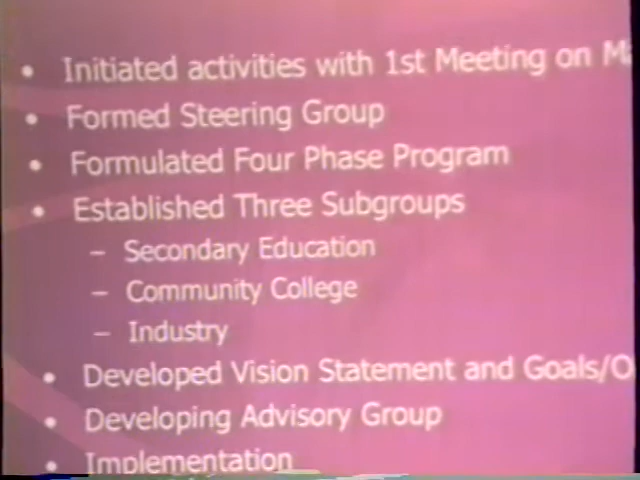 • Initiated activities with 1st Meeting on
• Formed Steering Group
• Formulated Four Phase Program
• Established Three Subgroups
– Secondary Education
– Community College
– Industry
• Developed Vision Statement and Goals/O
• Developing Advisory Group
• Implementation